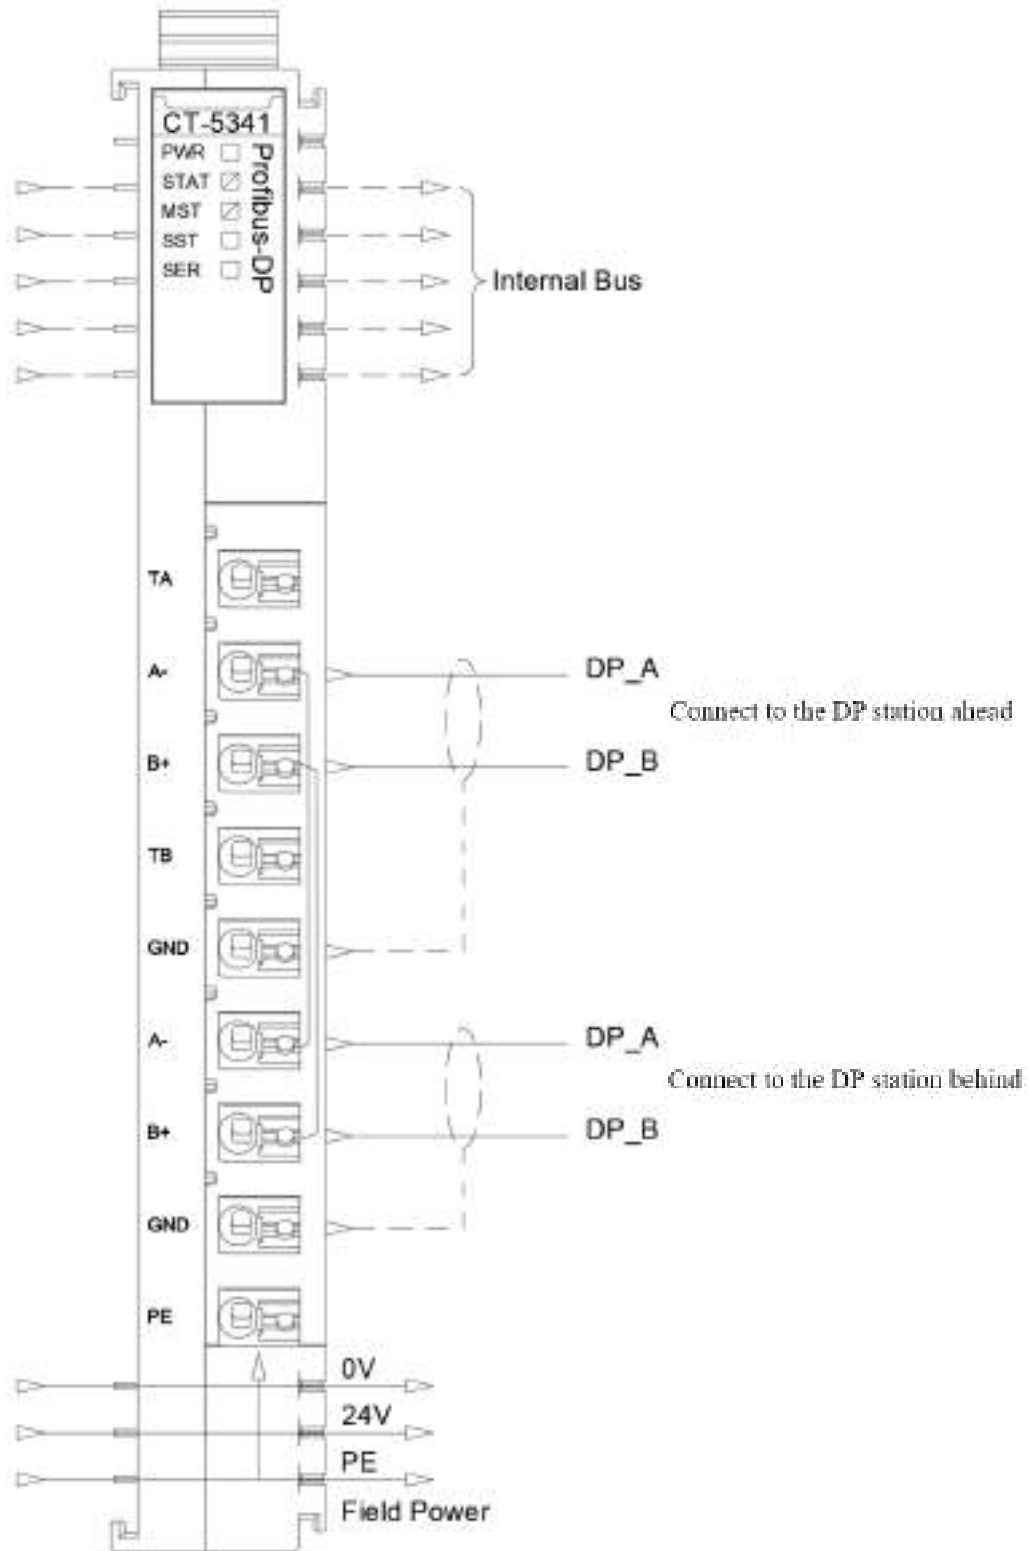 CT-5341
PWR
STAT
MST
SST
SER
Profibus-DP
Internal Bus
TA
A-
DP_A
Connect to the DP station ahead
B+
DP_B
TB
GND
A-
DP_A
Connect to the DP station behind
B+
DP_B
GND
PE
0V
24V
PE
Field Power